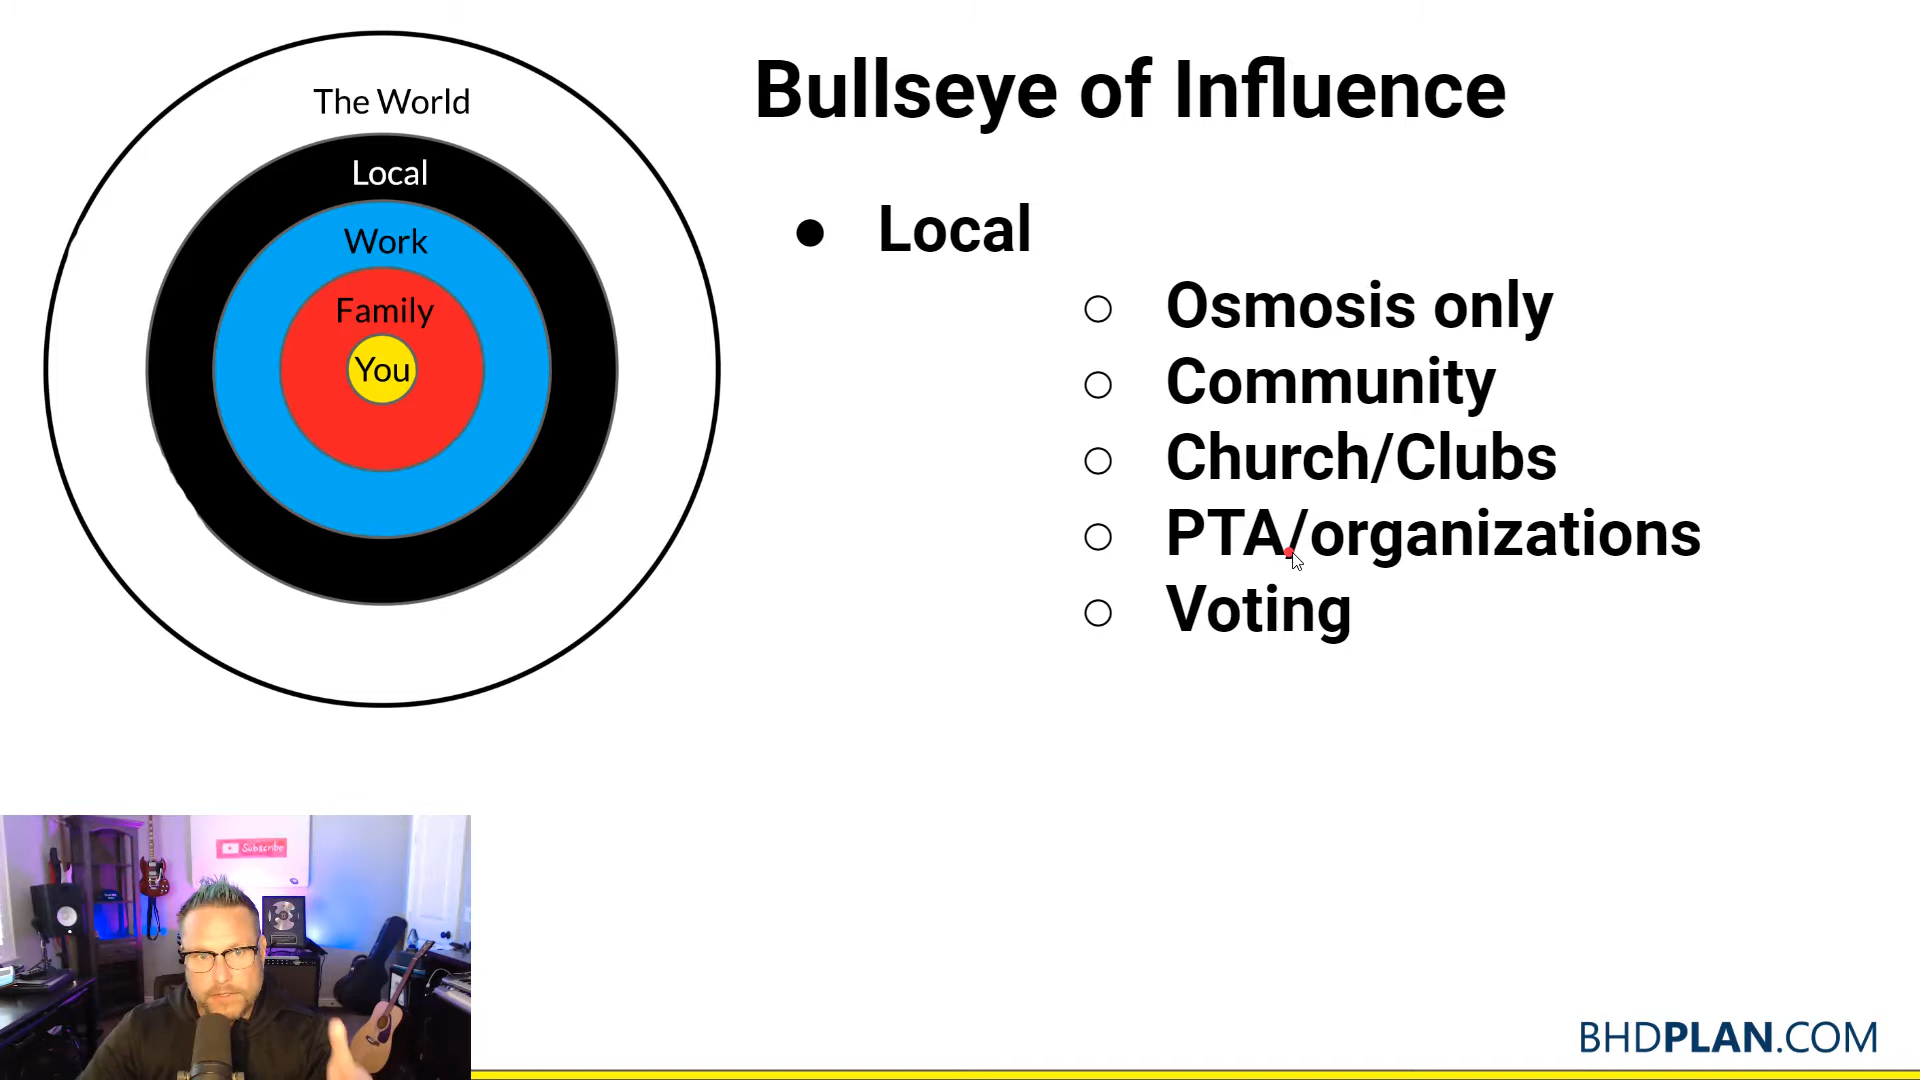 The World
Local
Work
Family
You
Bullseye of Influence
● Local
○ Osmosis only
○ Community
○ Church/Clubs
○ PTA/organizations
○ Voting
Subscribe
BHDPLAN.COM